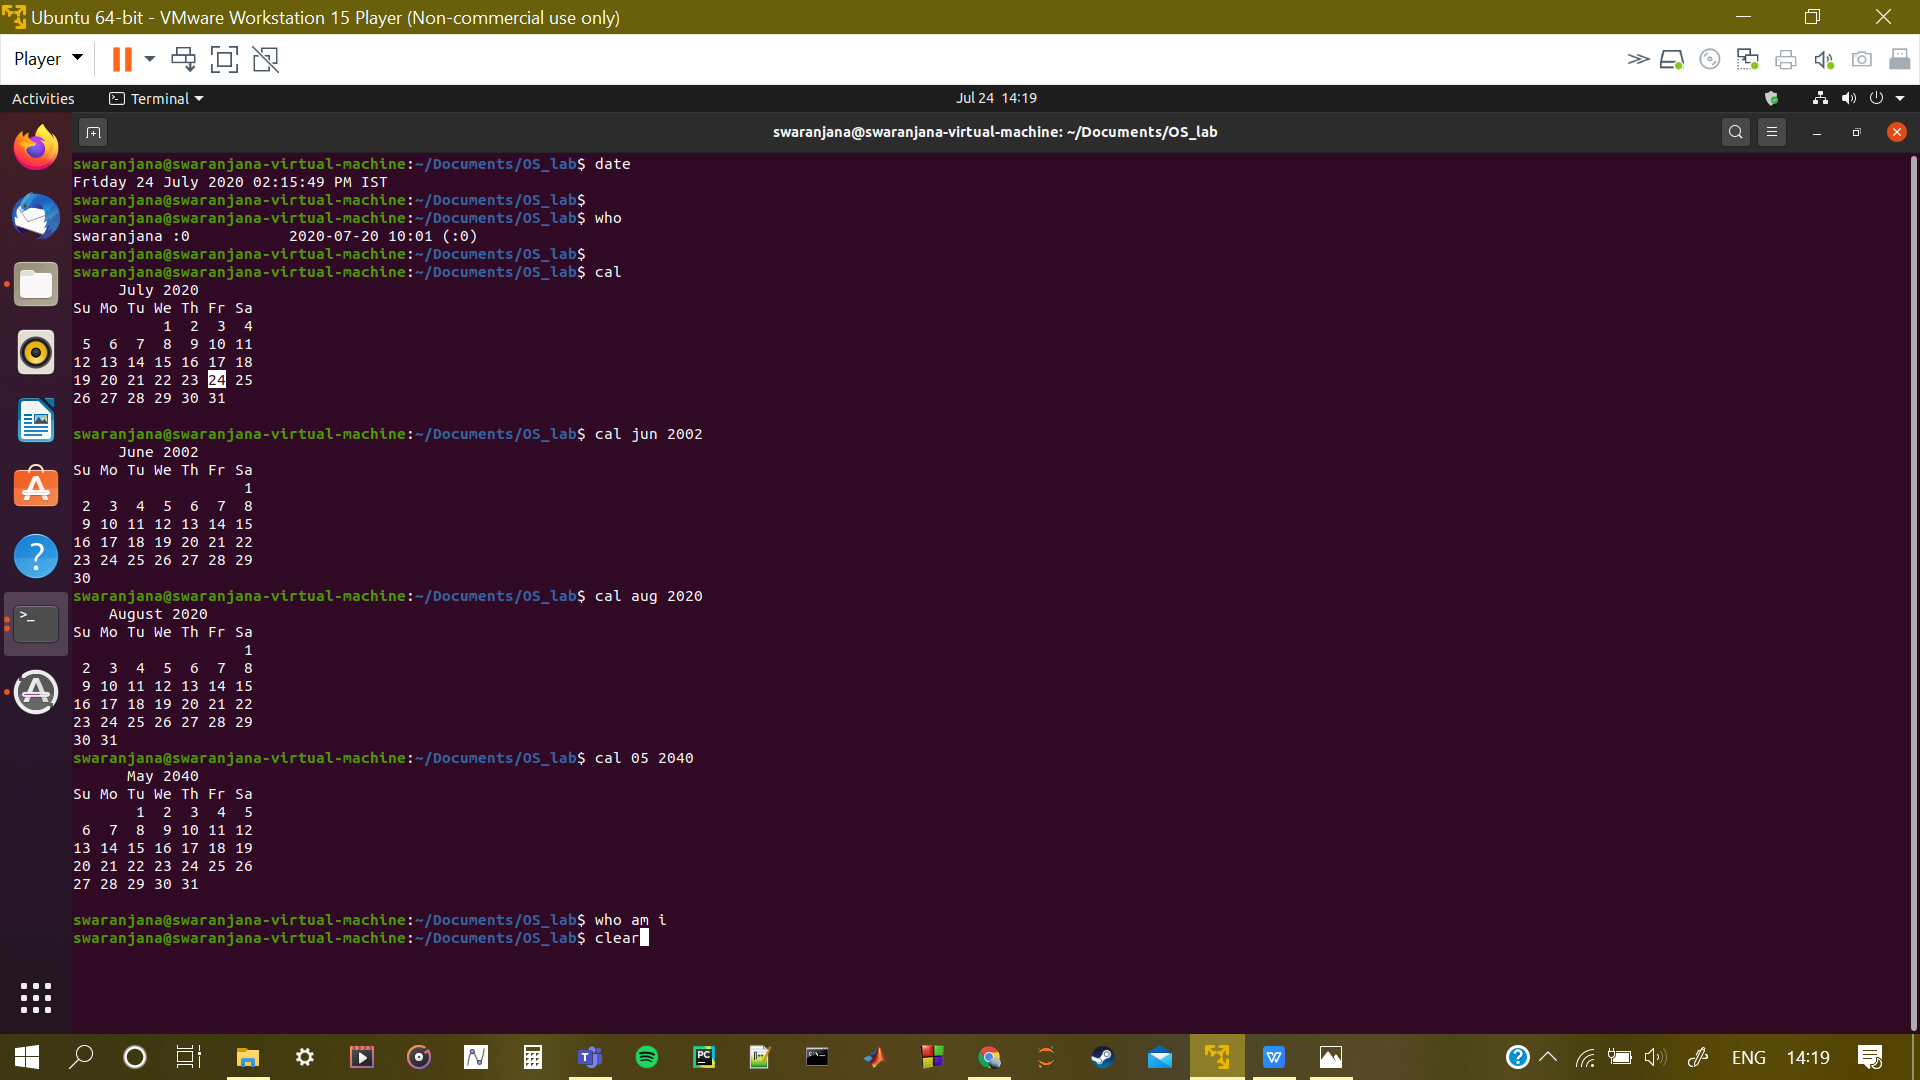 Ubuntu 64-bit - VMware Workstation 15 Player (Non-commercial use only)
Player
Activities Terminal Jul 24 14:19
swaranjana@swaranjana-virtual-machine: ~/Documents/OS_lab
swaranjana@swaranjana-virtual-machine:~/Documents/OS_lab$ date
Friday 24 July 2020 02:15:49 PM IST
swaranjana@swaranjana-virtual-machine:~/Documents/OS_lab$
swaranjana@swaranjana-virtual-machine:~/Documents/OS_lab$ who
swaranjana :0           2020-07-20 10:01 (:0)
swaranjana@swaranjana-virtual-machine:~/Documents/OS_lab$
swaranjana@swaranjana-virtual-machine:~/Documents/OS_lab$ cal
     July 2020
Su Mo Tu We Th Fr Sa
          1  2  3  4
 5  6  7  8  9 10 11
12 13 14 15 16 17 18
19 20 21 22 23 24 25
26 27 28 29 30 31
swaranjana@swaranjana-virtual-machine:~/Documents/OS_lab$ cal jun 2002
     June 2002
Su Mo Tu We Th Fr Sa
                   1
 2  3  4  5  6  7  8
 9 10 11 12 13 14 15
16 17 18 19 20 21 22
23 24 25 26 27 28 29
30
swaranjana@swaranjana-virtual-machine:~/Documents/OS_lab$ cal aug 2020
    August 2020
Su Mo Tu We Th Fr Sa
                   1
 2  3  4  5  6  7  8
 9 10 11 12 13 14 15
16 17 18 19 20 21 22
23 24 25 26 27 28 29
30 31
swaranjana@swaranjana-virtual-machine:~/Documents/OS_lab$ cal 05 2040
      May 2040
Su Mo Tu We Th Fr Sa
       1  2  3  4  5
 6  7  8  9 10 11 12
13 14 15 16 17 18 19
20 21 22 23 24 25 26
27 28 29 30 31
swaranjana@swaranjana-virtual-machine:~/Documents/OS_lab$ who am i
swaranjana@swaranjana-virtual-machine:~/Documents/OS_lab$ clear
ENG 14:19